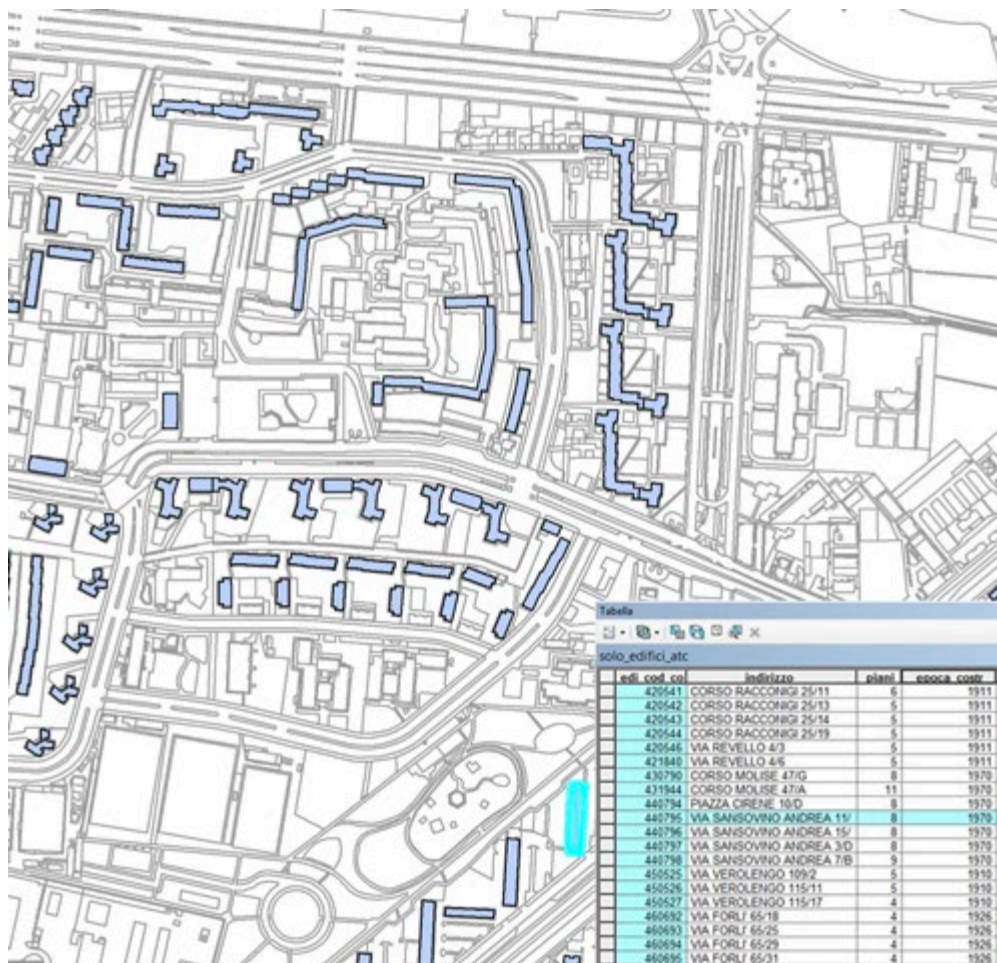 Tabella
solo_edifici_atc
edi_cod_co indirizzo piani epoca_costr
420541 CORSO RACCONIGI 25/11 6 1911
420542 CORSO RACCONIGI 25/13 5 1911
420543 CORSO RACCONIGI 25/14 5 1911
420544 CORSO RACCONIGI 25/19 5 1911
420546 VIA REVELLO 4/3 5 1911
421840 VIA REVELLO 4/6 5 1911
430790 CORSO MOLISE 47/G 8 1970
431944 CORSO MOLISE 47/A 11 1970
440794 PIAZZA CIRENE 10/D 8 1970
440795 VIA SANSOVINO ANDREA 11/ 8 1970
440796 VIA SANSOVINO ANDREA 15/ 8 1970
440797 VIA SANSOVINO ANDREA 3/D 8 1970
440798 VIA SANSOVINO ANDREA 7/B 9 1970
450525 VIA VEROLENGO 109/2 5 1910
450526 VIA VEROLENGO 115/11 5 1910
450527 VIA VEROLENGO 115/17 4 1910
460692 VIA FORLI' 65/18 4 1926
460693 VIA FORLI' 65/25 4 1926
460694 VIA FORLI' 65/29 4 1926
460695 VIA FORLI' 65/31 4 1926